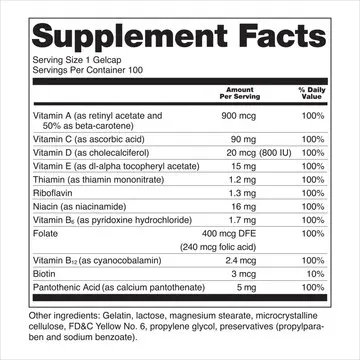 Supplement Facts
Serving Size 1 Gelcap
Servings Per Container 100
Amount Per Serving % Daily Value
Vitamin A (as retinyl acetate and 50% as beta-carotene) 900 mcg 100%
Vitamin C (as ascorbic acid) 90 mg 100%
Vitamin D (as cholecalciferol) 20 mcg (800 IU) 100%
Vitamin E (as dl-alpha tocopheryl acetate) 15 mg 100%
Thiamin (as thiamin mononitrate) 1.2 mg 100%
Riboflavin 1.3 mg 100%
Niacin (as niacinamide) 16 mg 100%
Vitamin B₆ (as pyridoxine hydrochloride) 1.7 mg 100%
Folate 400 mcg DFE 100%
(240 mcg folic acid)
Vitamin B₁₂ (as cyanocobalamin) 2.4 mcg 100%
Biotin 3 mcg 10%
Pantothenic Acid (as calcium pantothenate) 5 mg 100%
Other ingredients: Gelatin, lactose, magnesium stearate, microcrystalline
cellulose, FD&C Yellow No. 6, propylene glycol, preservatives (propylpara-
ben and sodium benzoate).